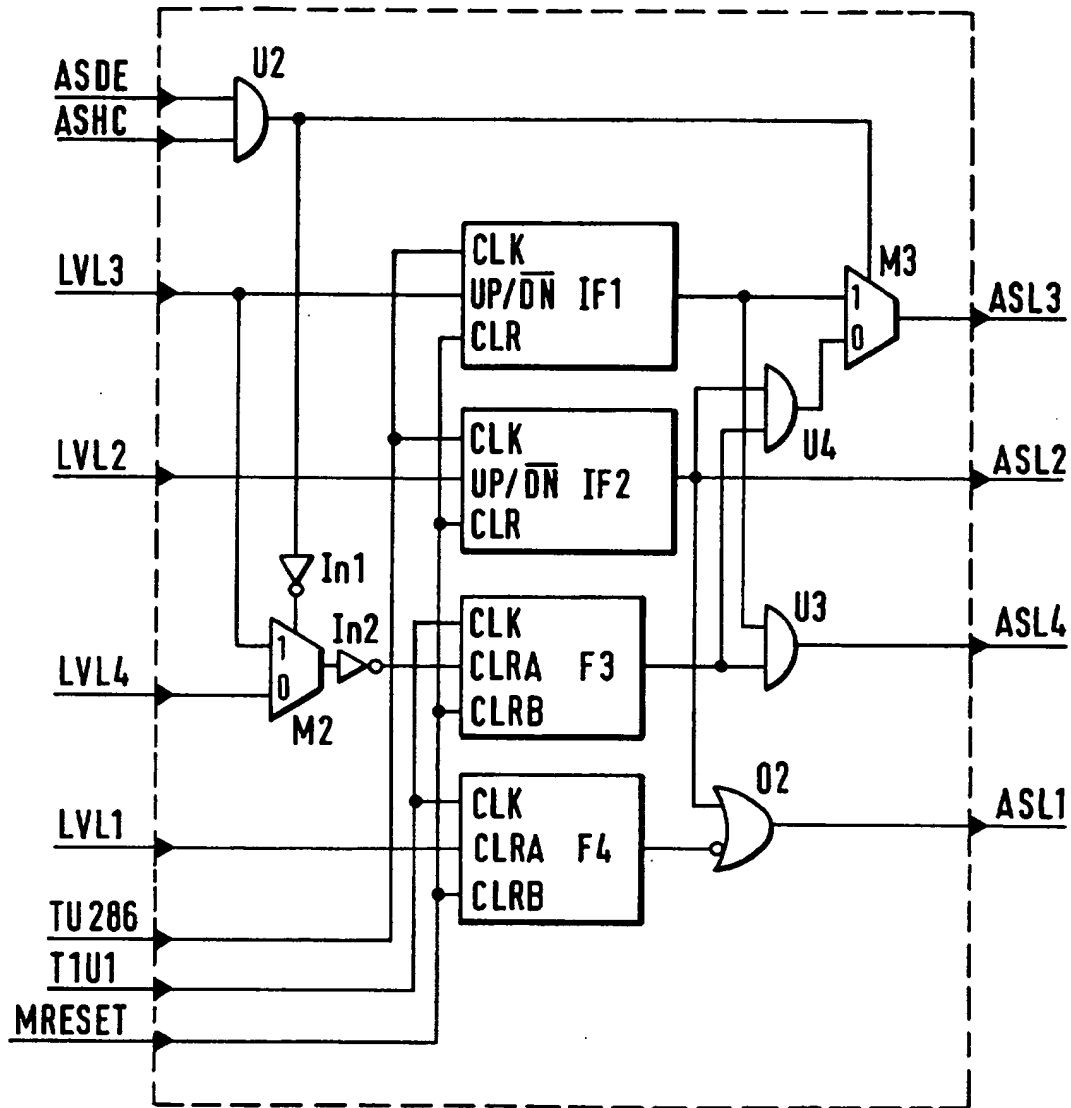 U2
ASDE
ASHC
LVL3
CLK
UP/D̅N̅ IF1
CLR
M3
1
0
ASL3
U4
LVL2
CLK
UP/D̅N̅ IF2
CLR
ASL2
In1
In2
1
0
M2
LVL4
CLK
CLRA F3
CLRB
U3
ASL4
LVL1
CLK
CLRA F4
CLRB
O2
ASL1
TU286
T1U1
MRESET